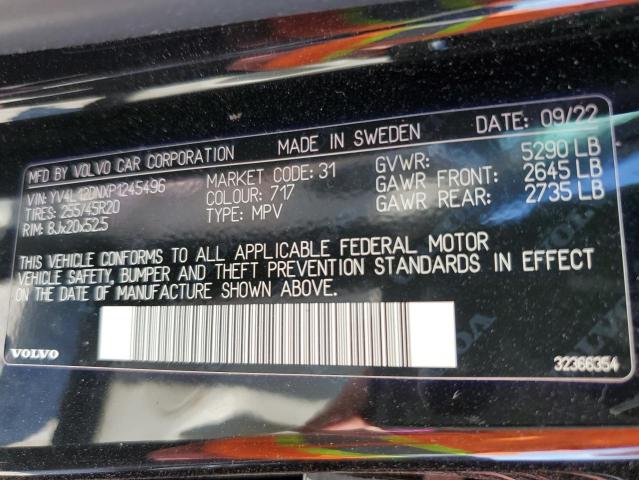 MFD BY VOLVO CAR CORPORATION MADE IN SWEDEN DATE: 09/22
VIN: YV4L12DNXP1245496 MARKET CODE: 31 GVWR: 5290 LB
TIRES: 255/45R20 COLOUR: 717 GAWR FRONT: 2645 LB
RIM: 8Jx20x52.5 TYPE: MPV GAWR REAR: 2735 LB
THIS VEHICLE CONFORMS TO ALL APPLICABLE FEDERAL MOTOR
VEHICLE SAFETY, BUMPER AND THEFT PREVENTION STANDARDS IN EFFECT
ON THE DATE OF MANUFACTURE SHOWN ABOVE.
VOLVO 32366354